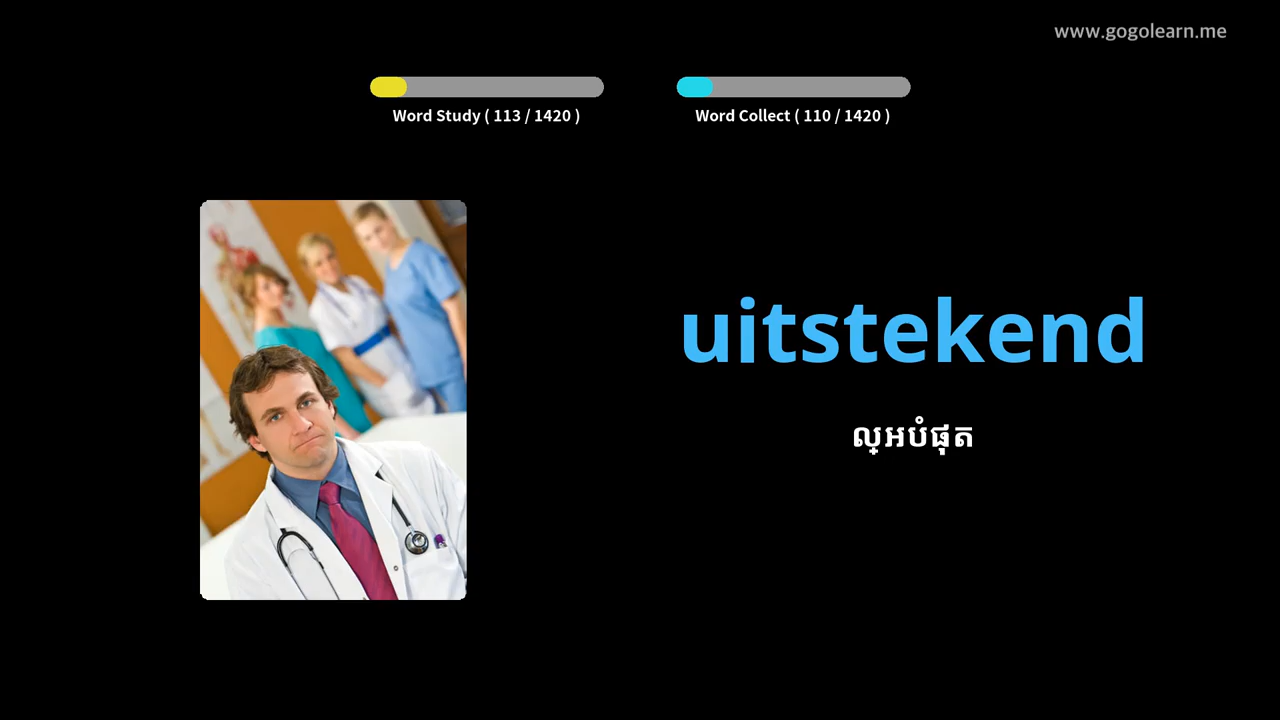 www.gogolearn.me
Word Study ( 113 / 1420 )
Word Collect ( 110 / 1420 )
uitstekend
ល្អបំផុត